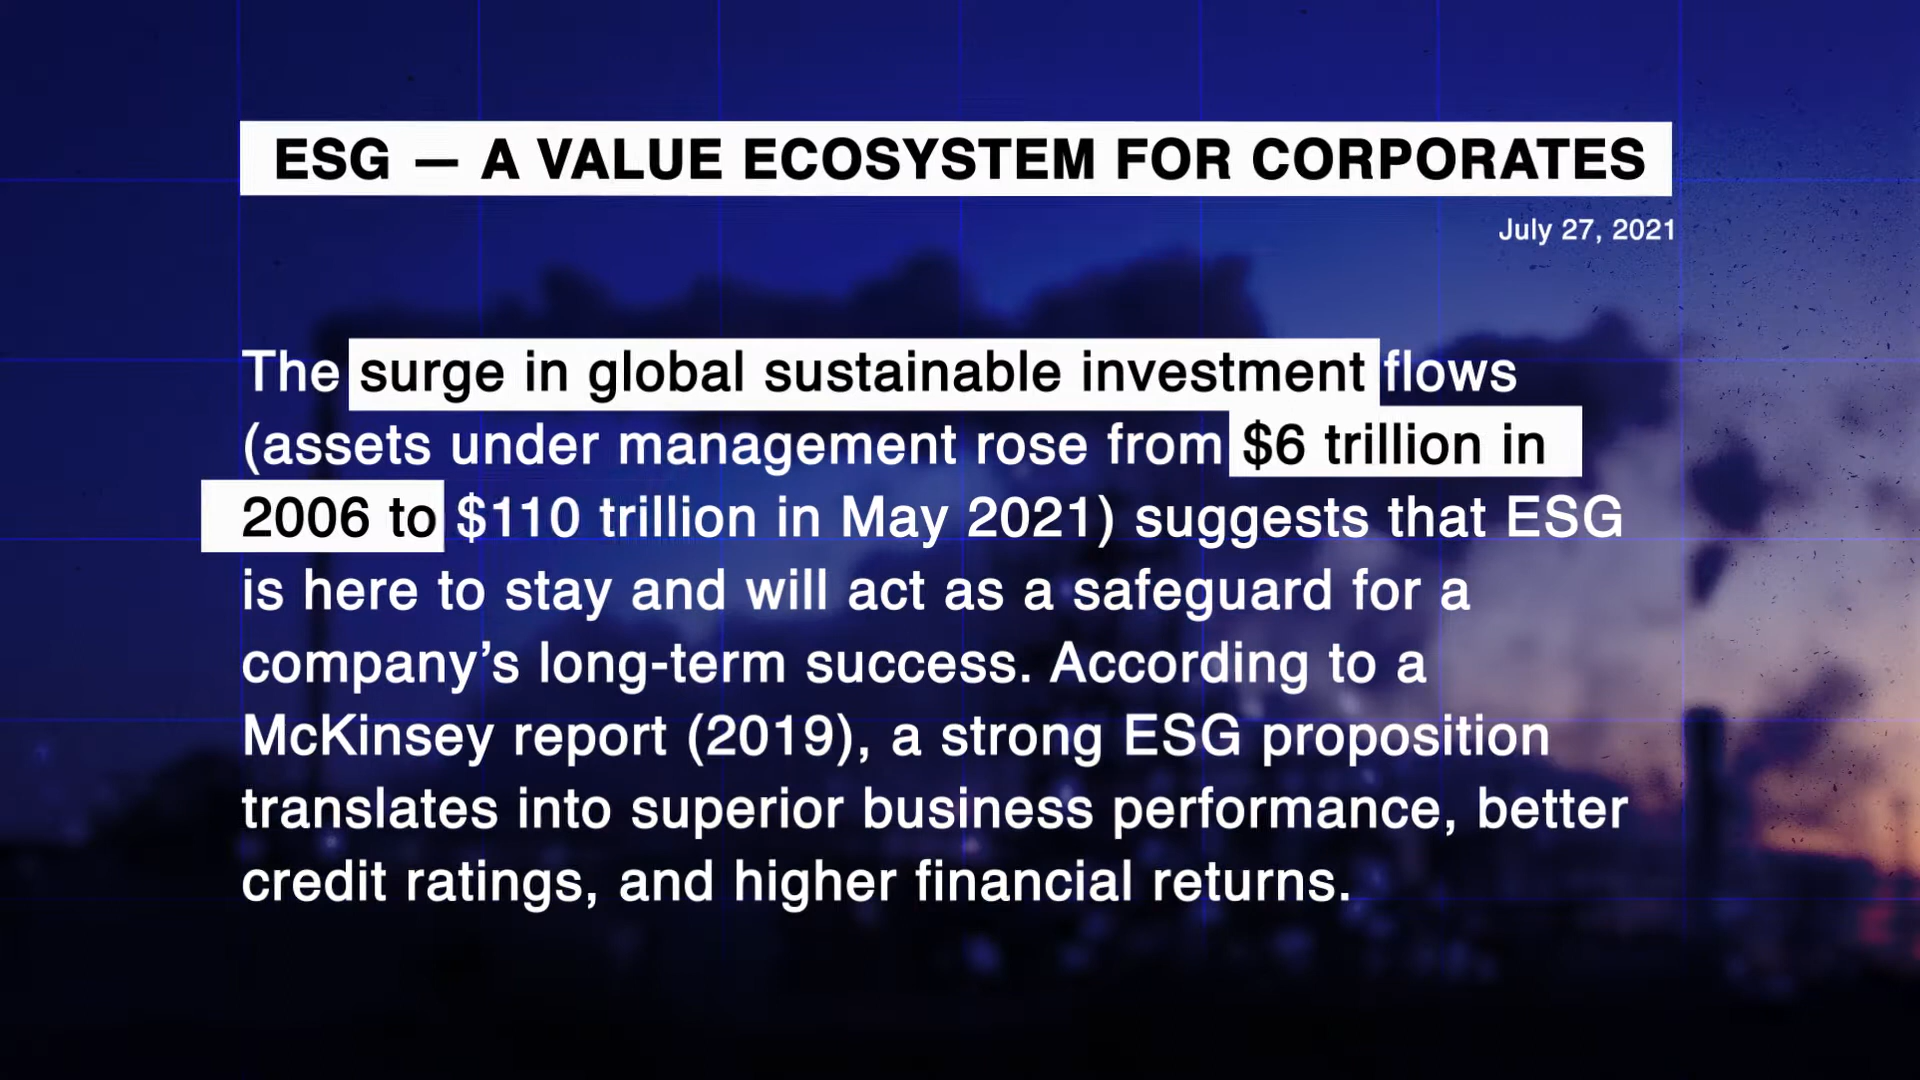 ESG — A VALUE ECOSYSTEM FOR CORPORATES
July 27, 2021
The surge in global sustainable investment flows
(assets under management rose from $6 trillion in
2006 to $110 trillion in May 2021) suggests that ESG
is here to stay and will act as a safeguard for a
company’s long-term success. According to a
McKinsey report (2019), a strong ESG proposition
translates into superior business performance, better
credit ratings, and higher financial returns.